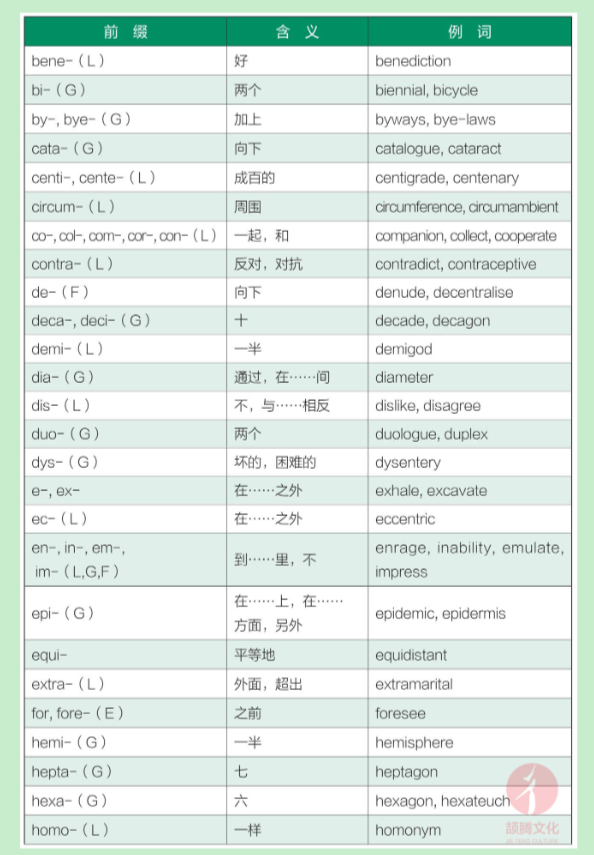 前 缀 含 义 例 词
bene-（L） 好 benediction
bi-（G） 两个 biennial, bicycle
by-, bye-（G） 加上 byways, bye-laws
cata-（G） 向下 catalogue, cataract
centi-, cente-（L） 成百的 centigrade, centenary
circum-（L） 周围 circumference, circumambient
co-, col-, com-, cor-, con-（L） 一起，和 companion, collect, cooperate
contra-（L） 反对，对抗 contradict, contraceptive
de-（F） 向下 denude, decentralise
deca-, deci-（G） 十 decade, decagon
demi-（L） 一半 demigod
dia-（G） 通过，在……间 diameter
dis-（L） 不，与……相反 dislike, disagree
duo-（G） 两个 duologue, duplex
dys-（G） 坏的，困难的 dysentery
e-, ex- 在……之外 exhale, excavate
ec-（L） 在……之外 eccentric
en-, in-, em-,
im-（L,G,F） 到……里，不 enrage, inability, emulate,
impress
epi-（G） 在……上，在……
方面，另外 epidemic, epidermis
equi- 平等地 equidistant
extra-（L） 外面，超出 extramarital
for, fore-（E） 之前 foresee
hemi-（G） 一半 hemisphere
hepta-（G） 七 heptagon
hexa-（G） 六 hexagon, hexateuch
homo-（L） 一样 homonym
颉腾文化
JIE TENG CULTURE